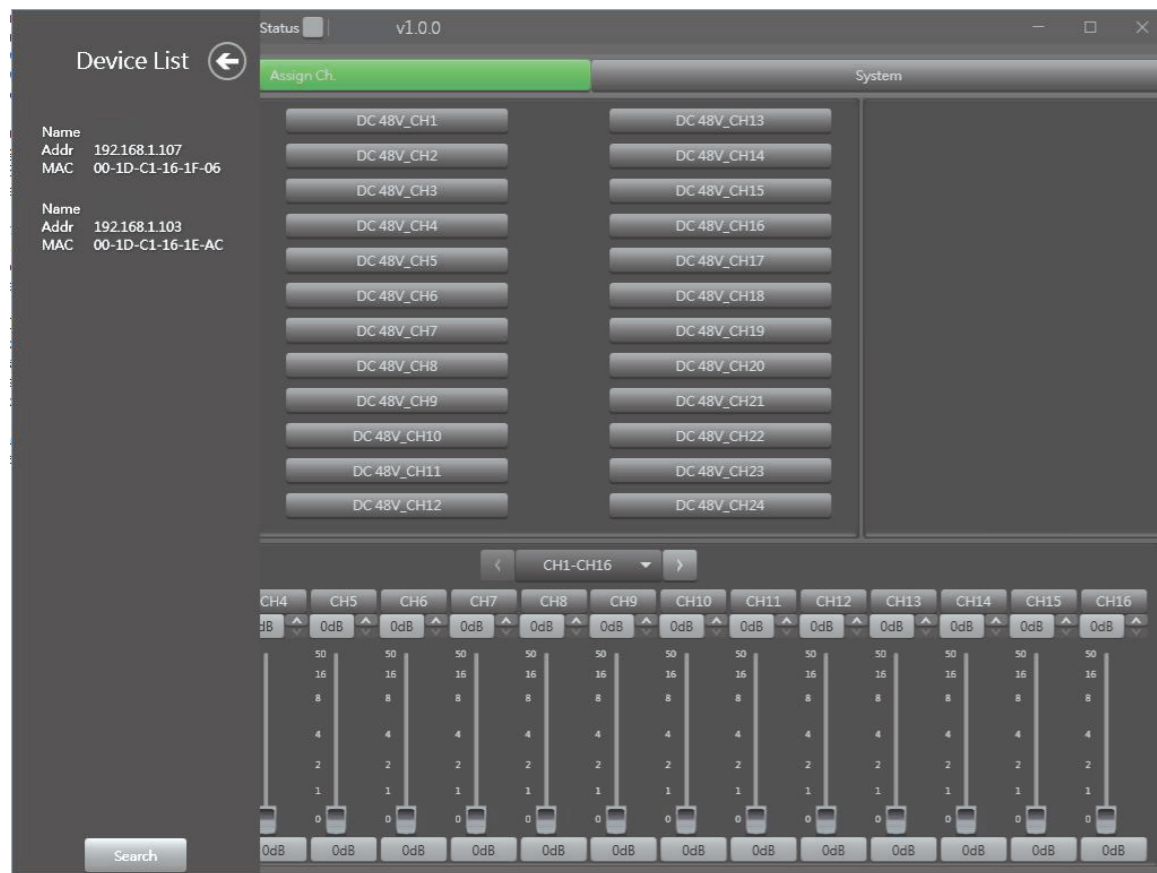 Status v1.0.0
Device List
Assign Ch. System
Name
Addr 192.168.1.107
MAC 00-1D-C1-16-1F-06
Name
Addr 192.168.1.103
MAC 00-1D-C1-16-1E-AC
DC 48V_CH1 DC 48V_CH13
DC 48V_CH2 DC 48V_CH14
DC 48V_CH3 DC 48V_CH15
DC 48V_CH4 DC 48V_CH16
DC 48V_CH5 DC 48V_CH17
DC 48V_CH6 DC 48V_CH18
DC 48V_CH7 DC 48V_CH19
DC 48V_CH8 DC 48V_CH20
DC 48V_CH9 DC 48V_CH21
DC 48V_CH10 DC 48V_CH22
DC 48V_CH11 DC 48V_CH23
DC 48V_CH12 DC 48V_CH24
CH1-CH16
CH4 CH5 CH6 CH7 CH8 CH9 CH10 CH11 CH12 CH13 CH14 CH15 CH16
dB 0dB 0dB 0dB 0dB 0dB 0dB 0dB 0dB 0dB 0dB 0dB 0dB
50 50 50 50 50 50 50 50 50 50 50 50
16 16 16 16 16 16 16 16 16 16 16 16
8 8 8 8 8 8 8 8 8 8 8 8
4 4 4 4 4 4 4 4 4 4 4 4
2 2 2 2 2 2 2 2 2 2 2 2
1 1 1 1 1 1 1 1 1 1 1 1
0 0 0 0 0 0 0 0 0 0 0 0
0dB 0dB 0dB 0dB 0dB 0dB 0dB 0dB 0dB 0dB 0dB 0dB 0dB
Search